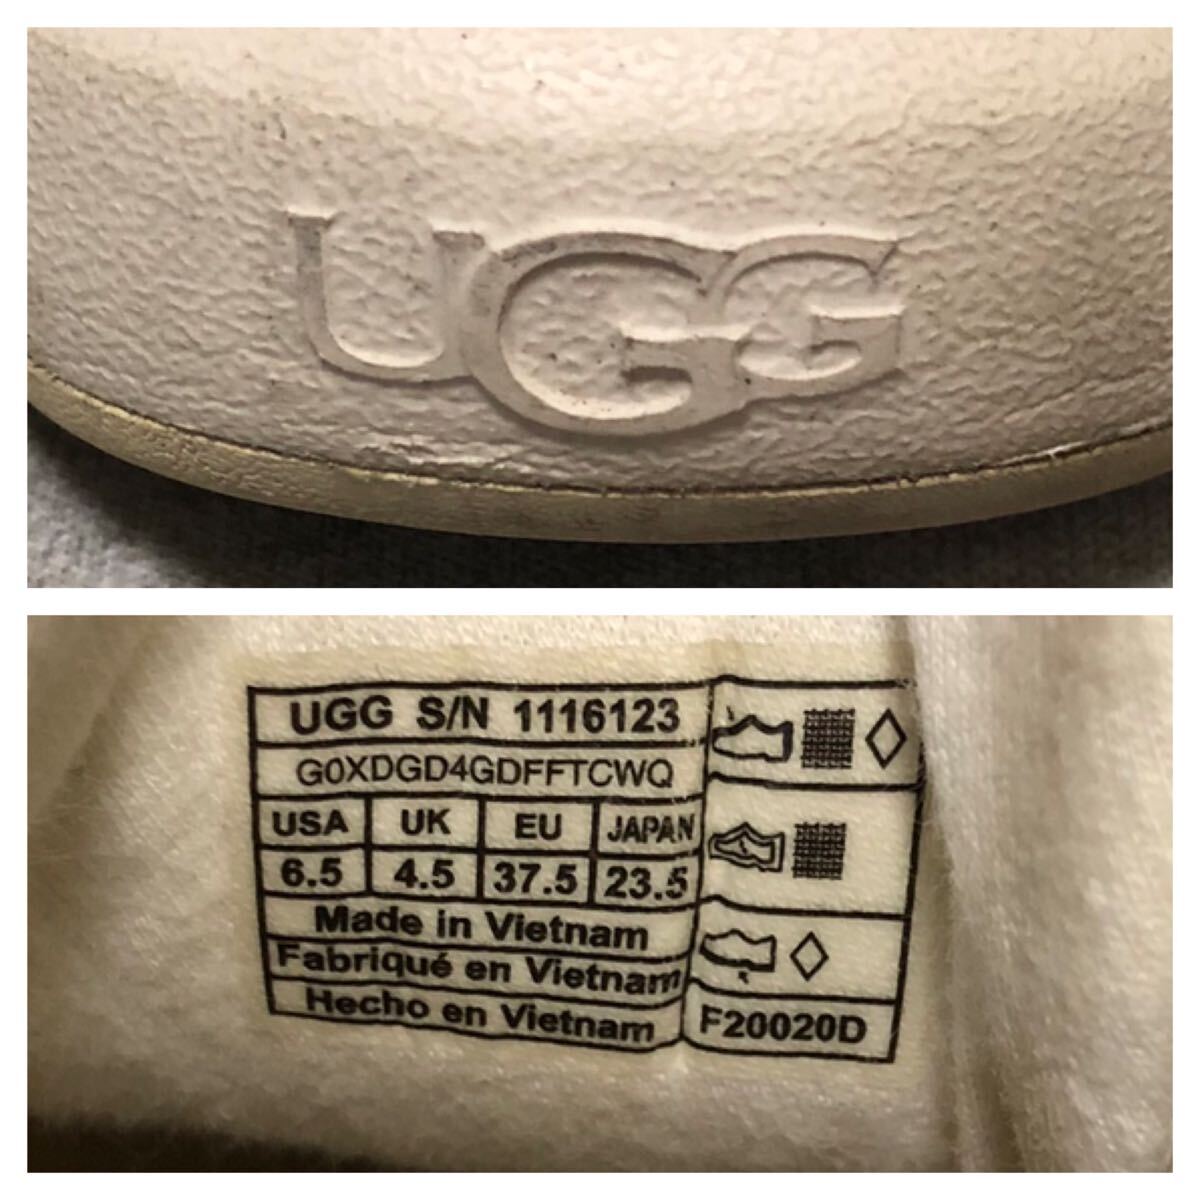 UGG
UGG S/N 1116123
G0XDGD4GDFFTCWQ
USA UK EU JAPAN
6.5 4.5 37.5 23.5
Made in Vietnam
Fabriqué en Vietnam
Hecho en Vietnam
F20020D